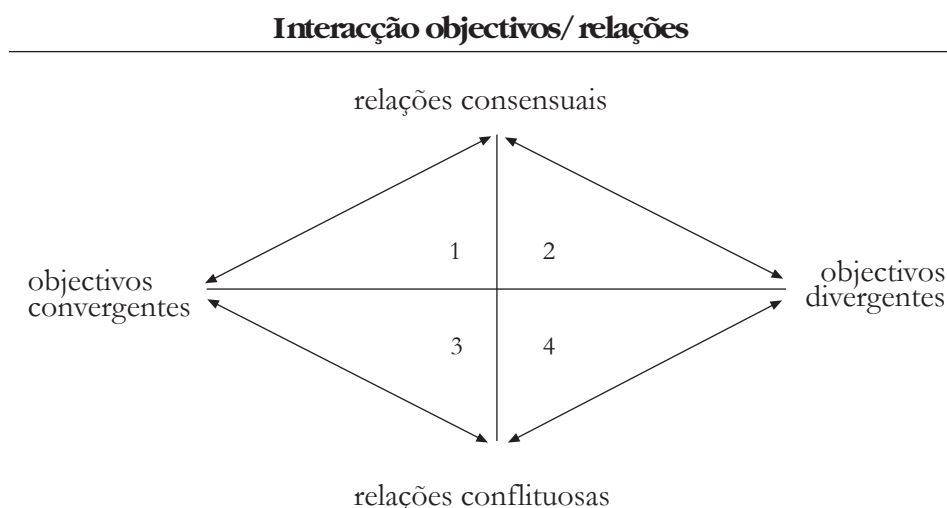 Interacção objectivos/ relações
relações consensuais
1
2
objectivos
convergentes
objectivos
divergentes
3
4
relações conflituosas